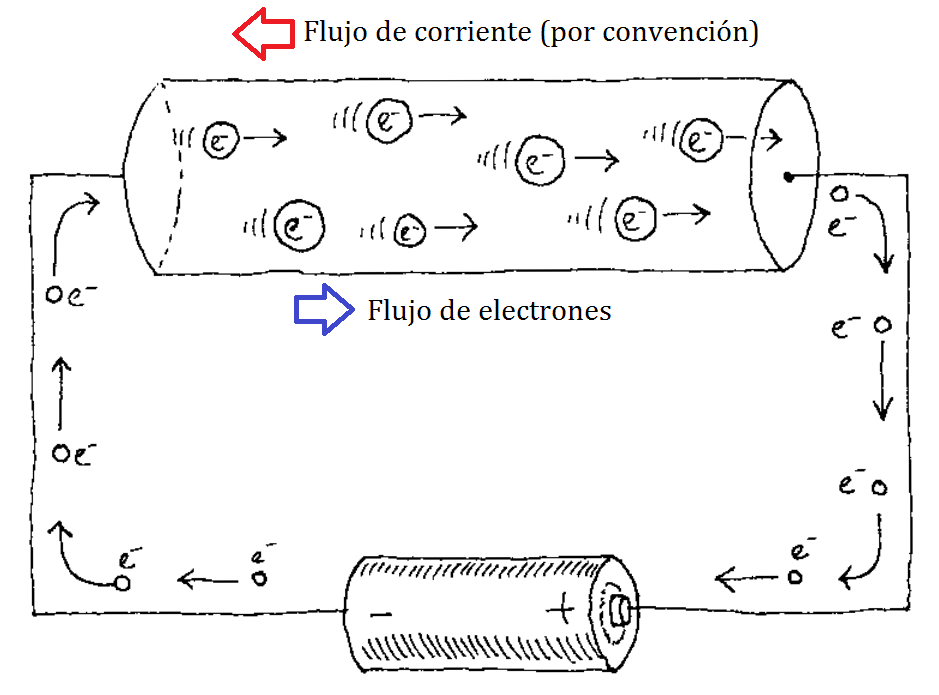 Flujo de corriente (por convención)
e⁻ e⁻ e⁻ e⁻
e⁻ e⁻ e⁻
e⁻
e⁻
Flujo de electrones
e⁻
e⁻
e⁻
e⁻ e⁻ e⁻
- +